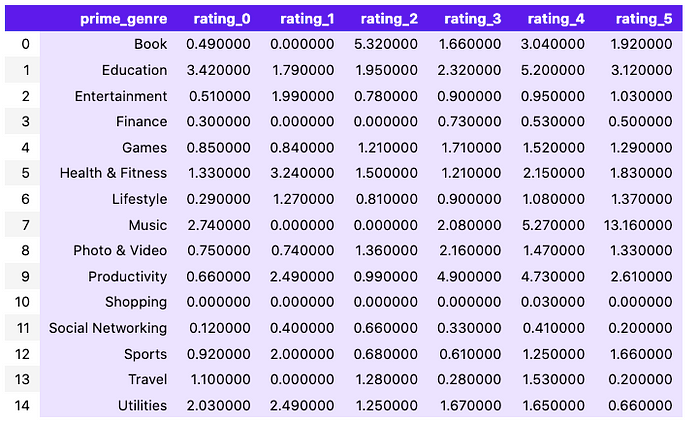 prime_genre rating_0 rating_1 rating_2 rating_3 rating_4 rating_5
0 Book 0.490000 0.000000 5.320000 1.660000 3.040000 1.920000
1 Education 3.420000 1.790000 1.950000 2.320000 5.200000 3.120000
2 Entertainment 0.510000 1.990000 0.780000 0.900000 0.950000 1.030000
3 Finance 0.300000 0.000000 0.000000 0.730000 0.530000 0.500000
4 Games 0.850000 0.840000 1.210000 1.710000 1.520000 1.290000
5 Health & Fitness 1.330000 3.240000 1.500000 1.210000 2.150000 1.830000
6 Lifestyle 0.290000 1.270000 0.810000 0.900000 1.080000 1.370000
7 Music 2.740000 0.000000 0.000000 2.080000 5.270000 13.160000
8 Photo & Video 0.750000 0.740000 1.360000 2.160000 1.470000 1.330000
9 Productivity 0.660000 2.490000 0.990000 4.900000 4.730000 2.610000
10 Shopping 0.000000 0.000000 0.000000 0.000000 0.030000 0.000000
11 Social Networking 0.120000 0.400000 0.660000 0.330000 0.410000 0.200000
12 Sports 0.920000 2.000000 0.680000 0.610000 1.250000 1.660000
13 Travel 1.100000 0.000000 1.280000 0.280000 1.530000 0.200000
14 Utilities 2.030000 2.490000 1.250000 1.670000 1.650000 0.660000